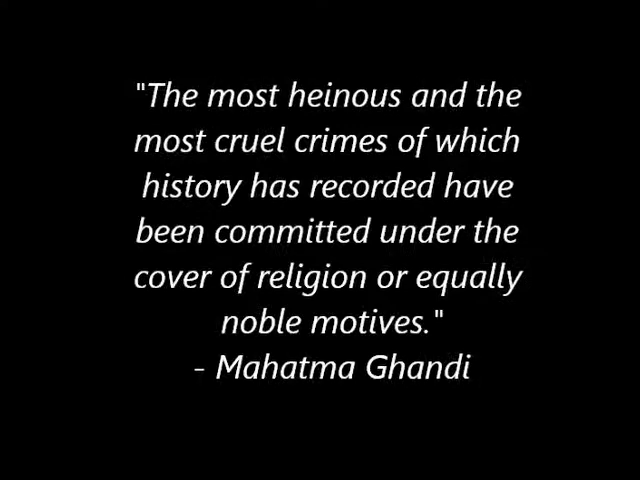 "The most heinous and the
most cruel crimes of which
history has recorded have
been committed under the
cover of religion or equally
noble motives."
- Mahatma Ghandi